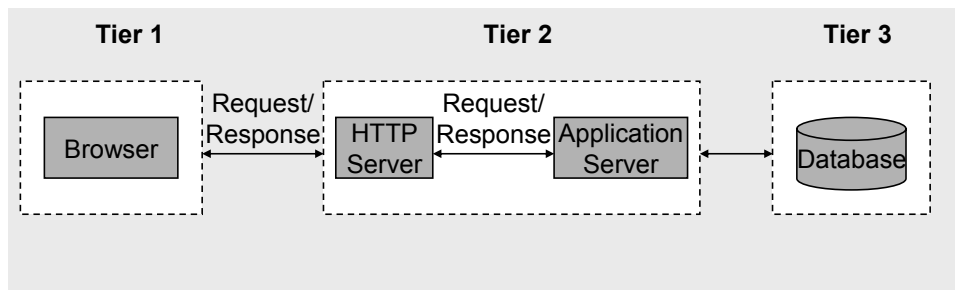 Tier 1
Tier 2
Tier 3
Browser
Request/
Response
HTTP
Server
Request/
Response
Application
Server
Database